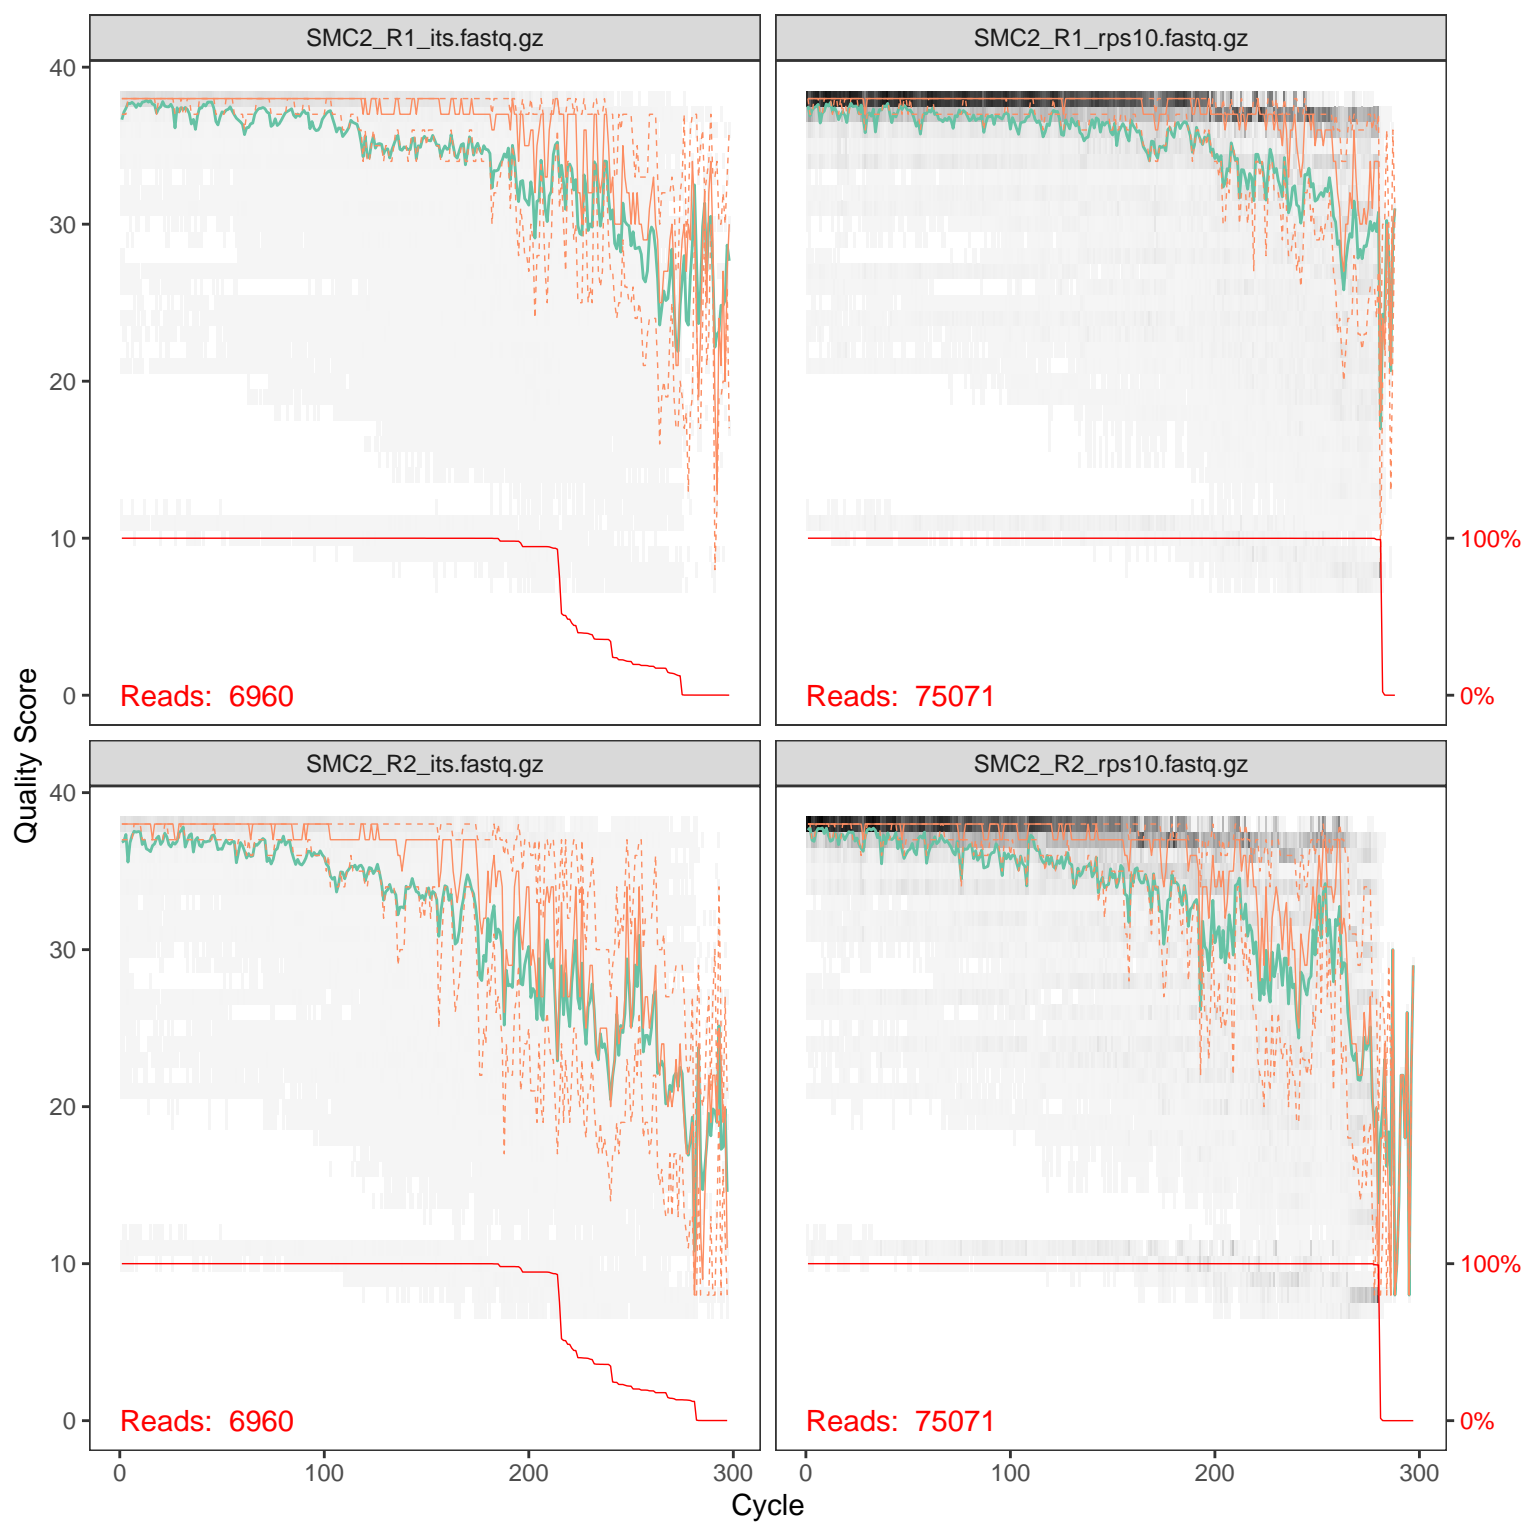 SMC2_R1_its.fastq.gz
SMC2_R1_rps10.fastq.gz
40
30
20
10
0
100%
0%
Reads: 6960
Reads: 75071
Quality Score
SMC2_R2_its.fastq.gz
SMC2_R2_rps10.fastq.gz
40
30
20
10
0
100%
0%
Reads: 6960
Reads: 75071
0 100 200 300
0 100 200 300
Cycle